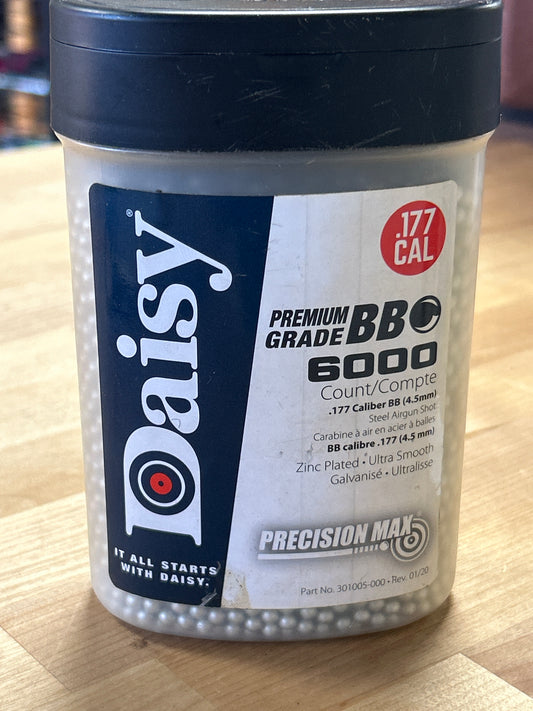 Daisy®
IT ALL STARTS
WITH DAISY.
.177
CAL
PREMIUM
GRADE BB
6000
Count/Compte
.177 Caliber BB (4.5mm)
Steel Airgun Shot
Carabine à air en acier à balles
BB calibre .177 (4.5 mm)
Zinc Plated • Ultra Smooth
Galvanisé • Ultralisse
PRECISION MAX
Part No. 301005-000 • Rev. 01/20